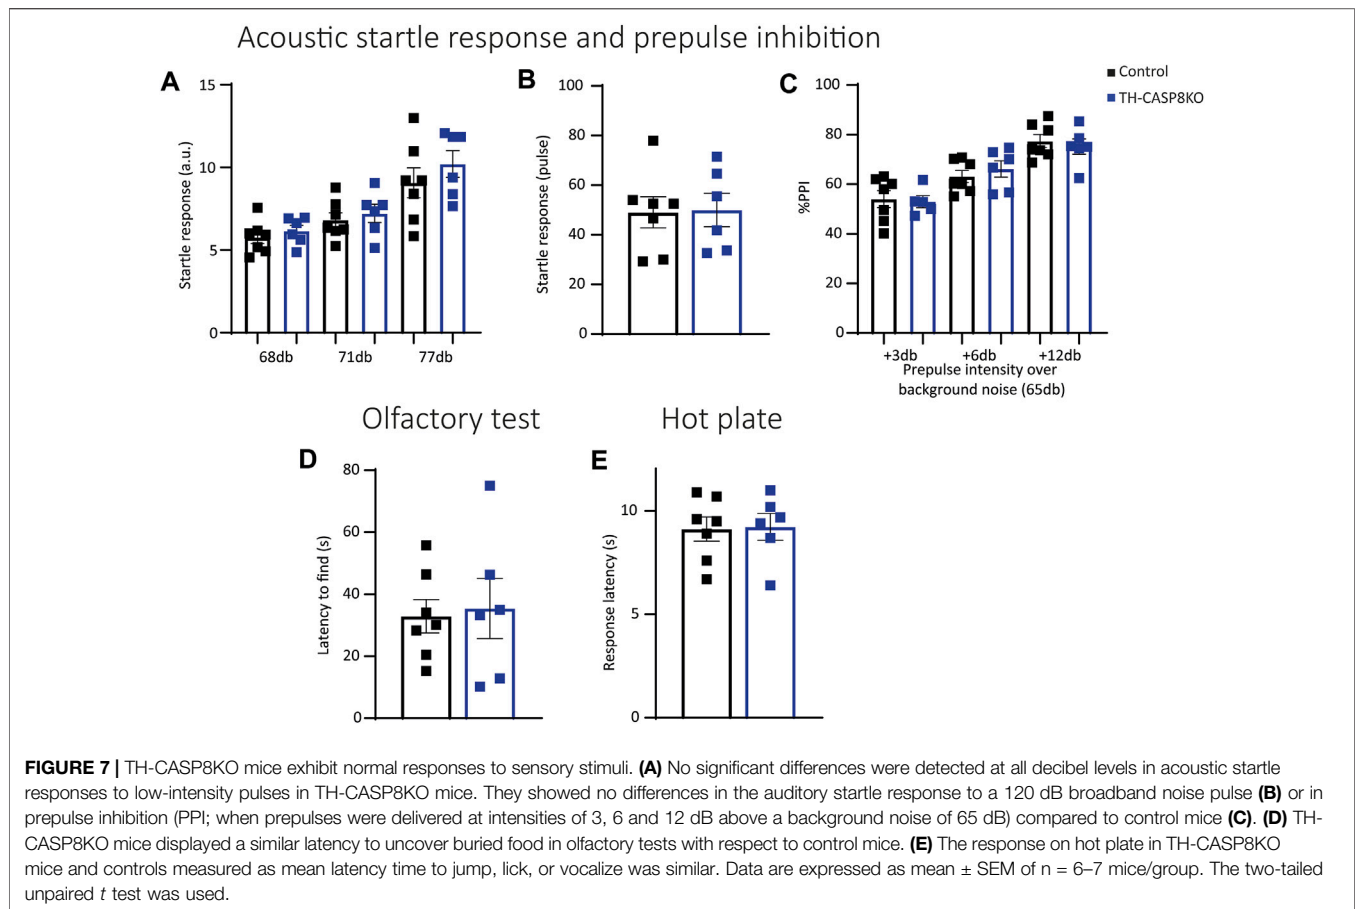 Acoustic startle response and prepulse inhibition
A
Startle response (a.u.)
15
10
5
0
68db 71db 77db
B
Startle response (pulse)
100
80
60
40
20
0
C
%PPI
100
80
60
40
20
0
+3db +6db +12db
Prepulse intensity over
background noise (65db)
Control
TH-CASP8KO
Olfactory test
D
Latency to find (s)
80
60
40
20
0
Hot plate
E
Response latency (s)
10
5
0
FIGURE 7 | TH-CASP8KO mice exhibit normal responses to sensory stimuli. (A) No significant differences were detected at all decibel levels in acoustic startle
responses to low-intensity pulses in TH-CASP8KO mice. They showed no differences in the auditory startle response to a 120 dB broadband noise pulse (B) or in
prepulse inhibition (PPI; when prepulses were delivered at intensities of 3, 6 and 12 dB above a background noise of 65 dB) compared to control mice (C). (D) TH-
CASP8KO mice displayed a similar latency to uncover buried food in olfactory tests with respect to control mice. (E) The response on hot plate in TH-CASP8KO
mice and controls measured as mean latency time to jump, lick, or vocalize was similar. Data are expressed as mean ± SEM of n = 6–7 mice/group. The two-tailed
unpaired t test was used.